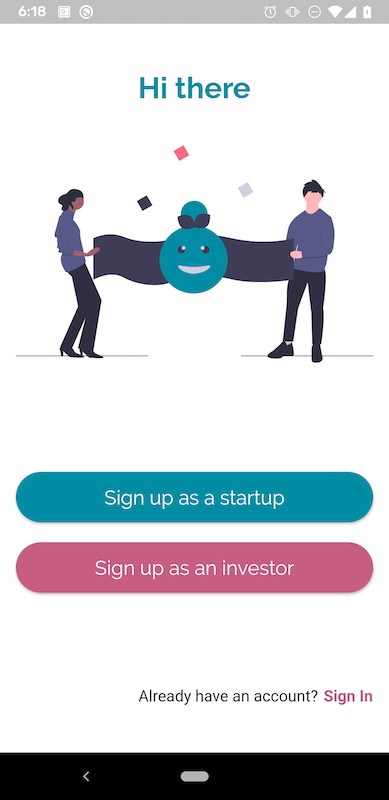 6:18
Hi there
Sign up as a startup
Sign up as an investor
Already have an account? Sign In